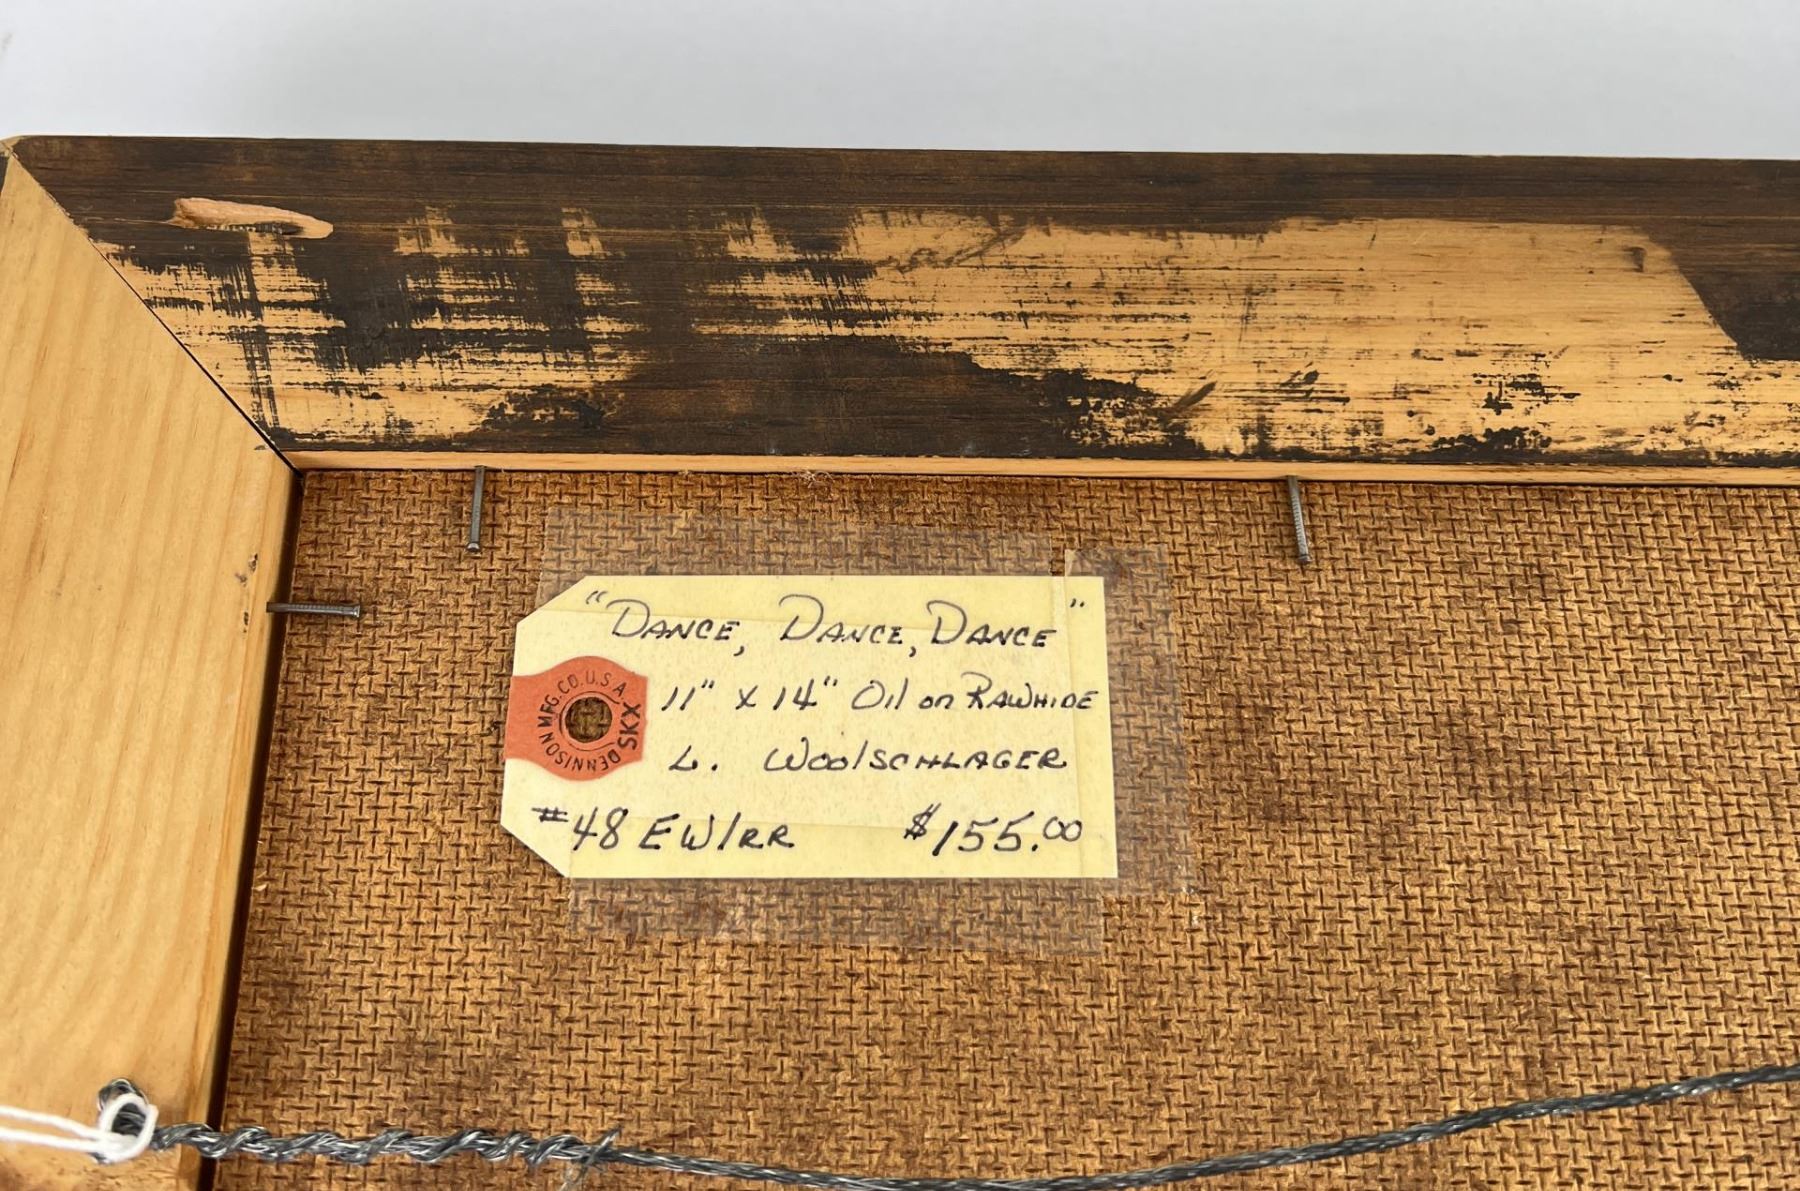 "Dance, Dance, Dance"
11" x 14" Oil on Rawhide
L. Woolschlager
#48 EW/RR $155.00
DENNISON MFG. CO. U.S.A.
SKX